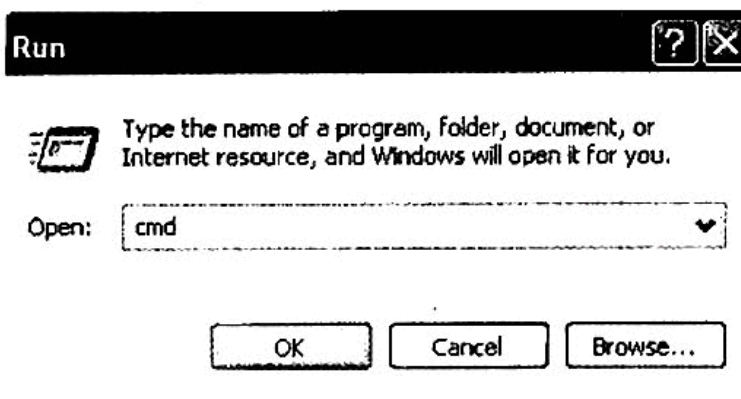 Run
Type the name of a program, folder, document, or
Internet resource, and Windows will open it for you.
Open: cmd
OK Cancel Browse...